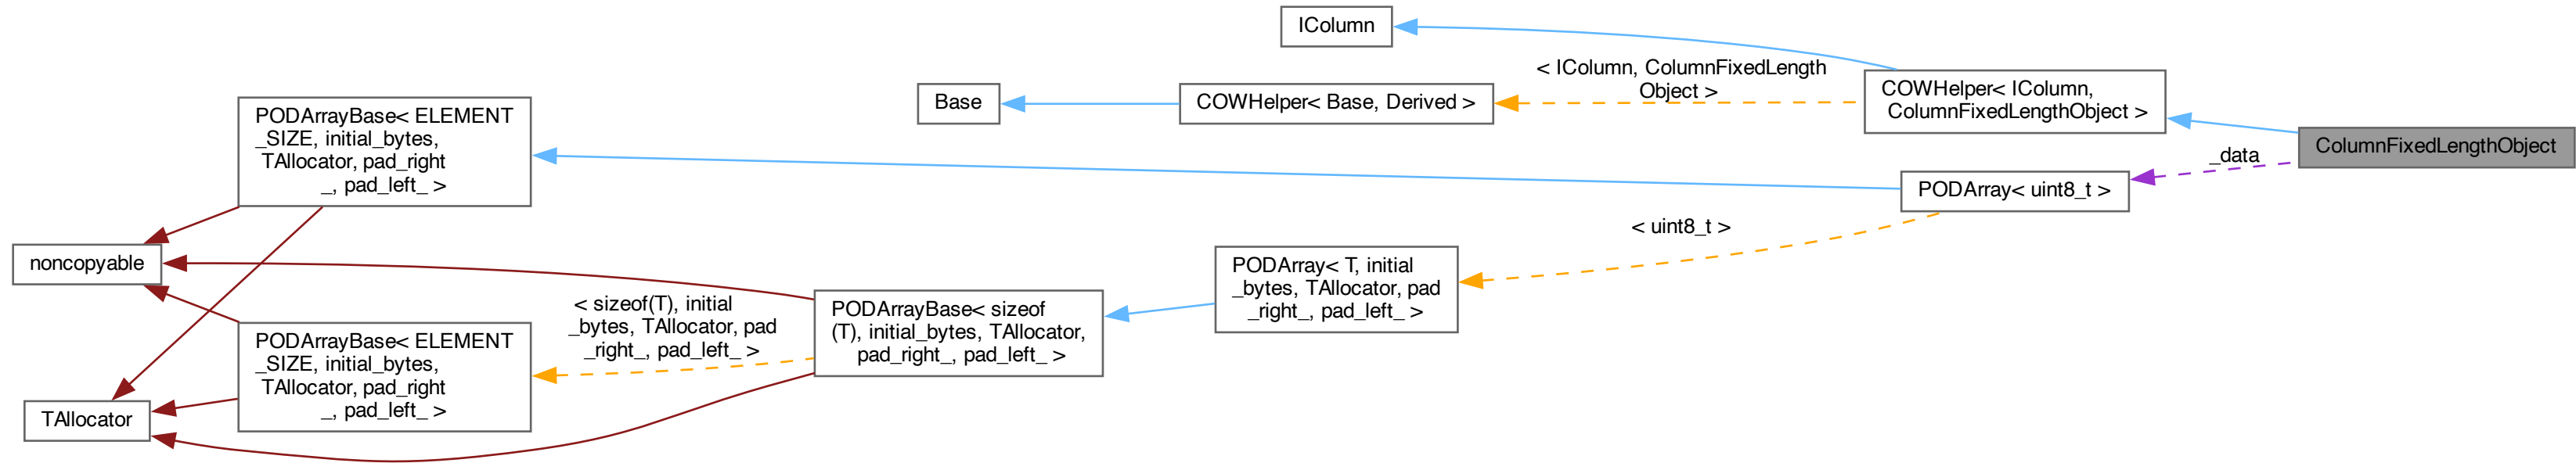 IColumn
< IColumn, ColumnFixedLength
Object >
COWHelper< IColumn,
ColumnFixedLengthObject >
Base
COWHelper< Base, Derived >
PODArrayBase< ELEMENT
_SIZE, initial_bytes,
TAllocator, pad_right
_, pad_left_ >
ColumnFixedLengthObject
_data
PODArray< uint8_t >
< uint8_t >
noncopyable
PODArray< T, initial
_bytes, TAllocator, pad
_right_, pad_left_ >
< sizeof(T), initial
_bytes, TAllocator, pad
_right_, pad_left_ >
PODArrayBase< sizeof
(T), initial_bytes, TAllocator,
pad_right_, pad_left_ >
PODArrayBase< ELEMENT
_SIZE, initial_bytes,
TAllocator, pad_right
_, pad_left_ >
TAllocator